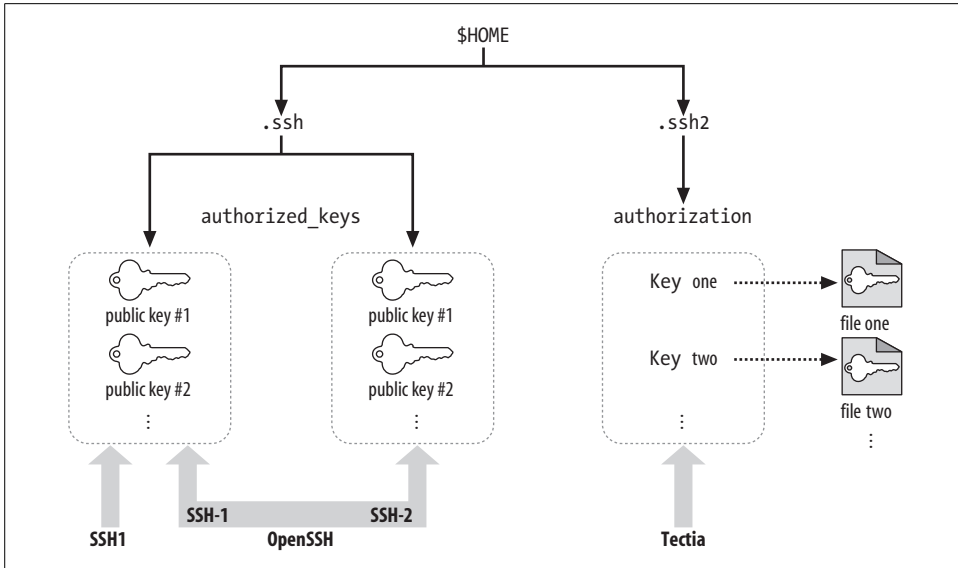 $HOME
.ssh
.ssh2
authorized_keys
authorization
public key #1
public key #2
⋮
public key #1
public key #2
⋮
Key one
Key two
⋮
file one
file two
⋮
SSH-1
SSH-2
SSH1
OpenSSH
Tectia